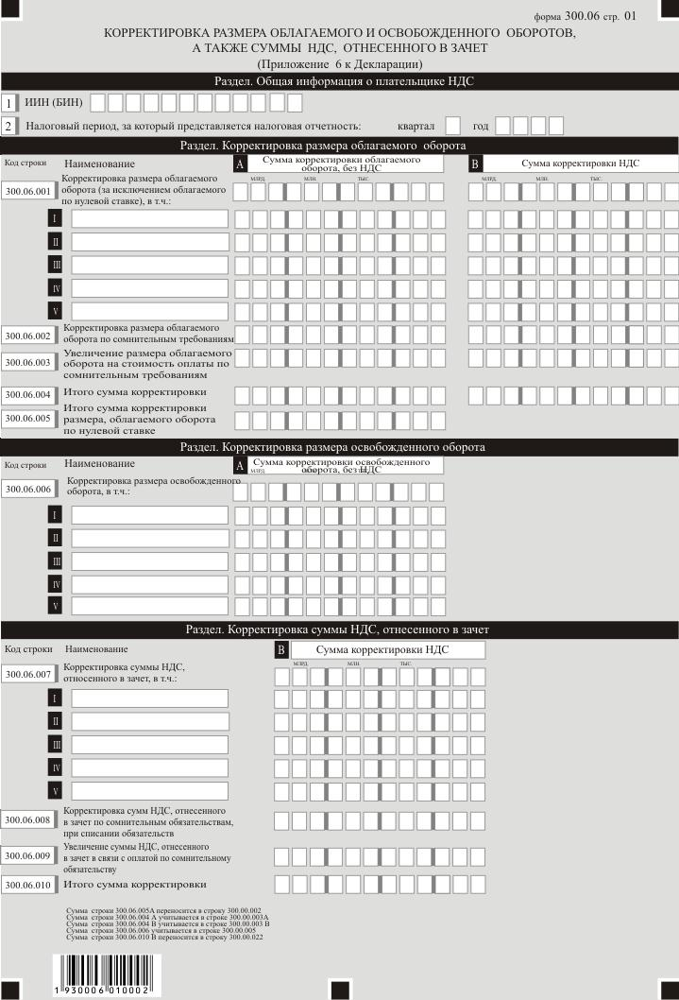 форма 300.06 стр. 01
КОРРЕКТИРОВКА РАЗМЕРА ОБЛАГАЕМОГО И ОСВОБОЖДЕННОГО ОБОРОТОВ,
А ТАКЖЕ СУММЫ НДС, ОТНЕСЕННОГО В ЗАЧЕТ
(Приложение 6 к Декларации)
Раздел. Общая информация о плательщике НДС
1 ИИН (БИН)
2 Налоговый период, за который представляется налоговая отчетность: квартал год
Раздел. Корректировка размера облагаемого оборота
Код строки Наименование A Сумма корректировки облагаемого оборота, без НДС B Сумма корректировки НДС
МЛРД. МЛН. ТЫС. МЛРД. МЛН. ТЫС.
300.06.001 Корректировка размера облагаемого
оборота (за исключением облагаемого
по нулевой ставке), в т.ч.:
I
II
III
IV
V
300.06.002 Корректировка размера облагаемого
оборота по сомнительным требованиям
300.06.003 Увеличение размера облагаемого
оборота на стоимость оплаты по
сомнительным требованиям
300.06.004 Итого сумма корректировки
300.06.005 Итого сумма корректировки
размера, облагаемого оборота
по нулевой ставке
Раздел. Корректировка размера освобожденного оборота
Код строки Наименование A Сумма корректировки освобожденного
оборота, без НДС
МЛРД.
300.06.006 Корректировка размера освобожденного
оборота, в т.ч.:
I
II
III
IV
V
Раздел. Корректировка суммы НДС, отнесенного в зачет
Код строки Наименование B Сумма корректировки НДС
МЛРД. МЛН. ТЫС.
300.06.007 Корректировка суммы НДС,
относенного в зачет, в т.ч.:
I
II
III
IV
V
300.06.008 Корректировка сумм НДС, отнесенного
в зачет по сомнительным обязательствам,
при списании обязательств
300.06.009 Увеличение суммы НДС, отнесенного
в зачет в связи с оплатой по сомнительному
обязательству
300.06.010 Итого сумма корректировки
Сумма строки 300.06.005А переносится в строку 300.00.002
Сумма строки 300.06.004 А учитывается в строке 300.00.003А
Сумма строки 300.06.004 В учитывается в строке 300.00.003 В
Сумма строки 300.06.006 учитывается в строке 300.00.005
Сумма строки 300.06.010 В переносится в строку 300.00.022
1 930006 010002